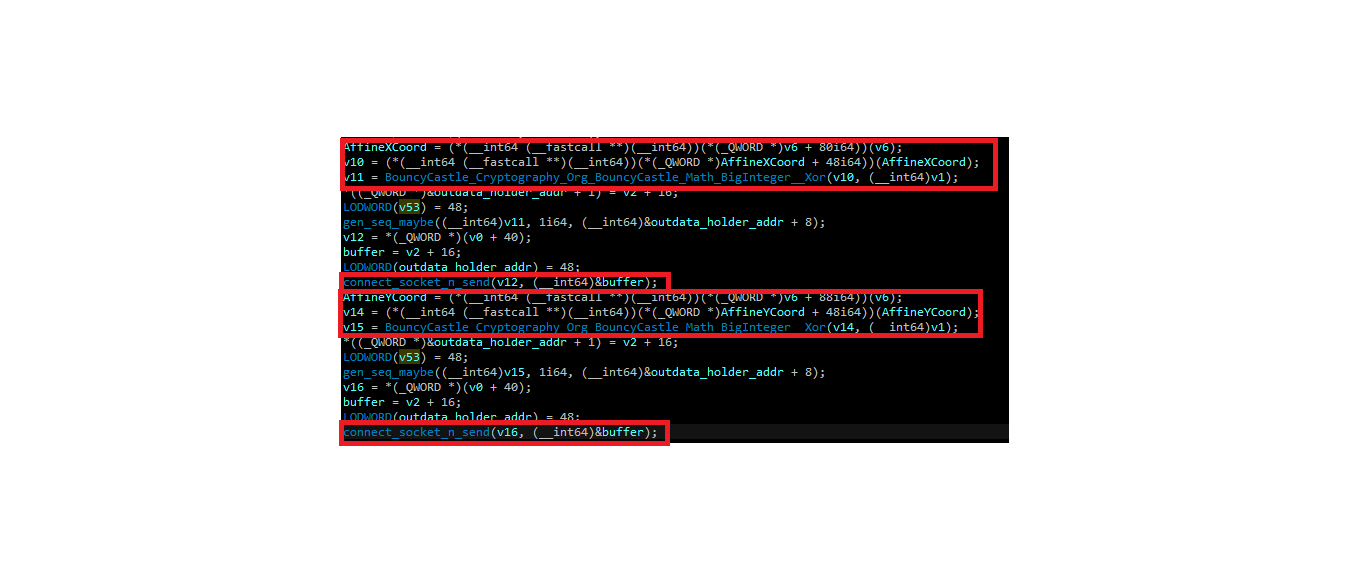 AffineXCoord = (*(__int64 (__fastcall **)(__int64))(*(_QWORD *)v6 + 80i64))(v6);
v10 = (*(__int64 (__fastcall **)(__int64))(*(_QWORD *)AffineXCoord + 48i64))(AffineXCoord);
v11 = BouncyCastle_Cryptography_Org_BouncyCastle_Math_BigInteger__Xor(v10, (__int64)v1);
*((_QWORD *)&outdata_holder_addr + 1) = v2 + 16;
LODWORD(v53) = 48;
gen_seq_maybe((__int64)v11, 1i64, (__int64)&outdata_holder_addr + 8);
v12 = *(_QWORD *)(v0 + 40);
buffer = v2 + 16;
LODWORD(outdata_holder_addr) = 48;
connect_socket_n_send(v12, (__int64)&buffer);
AffineYCoord = (*(__int64 (__fastcall **)(__int64))(*(_QWORD *)v6 + 88i64))(v6);
v14 = (*(__int64 (__fastcall **)(__int64))(*(_QWORD *)AffineYCoord + 48i64))(AffineYCoord);
v15 = BouncyCastle_Cryptography_Org_BouncyCastle_Math_BigInteger__Xor(v14, (__int64)v1);
*((_QWORD *)&outdata_holder_addr + 1) = v2 + 16;
LODWORD(v53) = 48;
gen_seq_maybe((__int64)v15, 1i64, (__int64)&outdata_holder_addr + 8);
v16 = *(_QWORD *)(v0 + 40);
buffer = v2 + 16;
LODWORD(outdata_holder_addr) = 48;
connect_socket_n_send(v16, (__int64)&buffer);